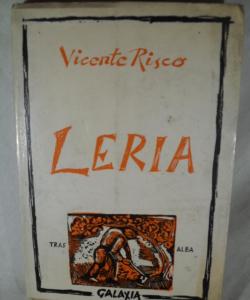 Vicente Risco
LERIA
TRAS ALBA
GALAXIA